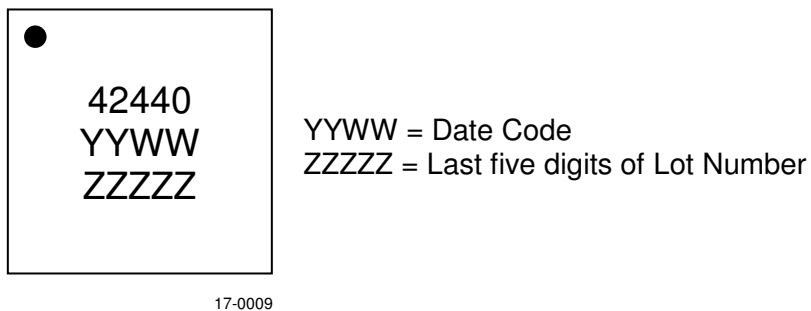 42440
YYWW
ZZZZZ
YYWW = Date Code
ZZZZZ = Last five digits of Lot Number
17-0009